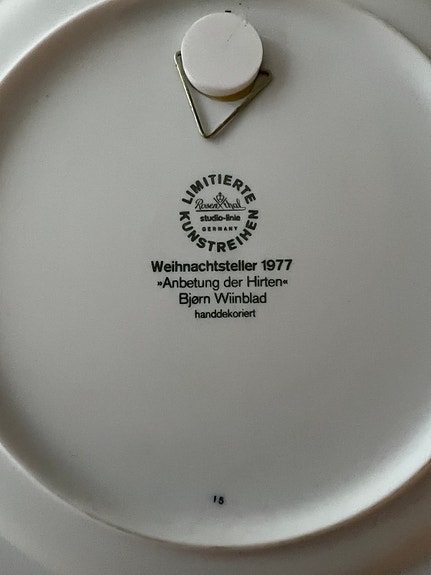 LIMITIERTE
Rosenthal
studio-linie
GERMANY
KUNSTREIHEN
Weihnachtsteller 1977
»Anbetung der Hirten«
Bjørn Wiinblad
handdekoriert
15